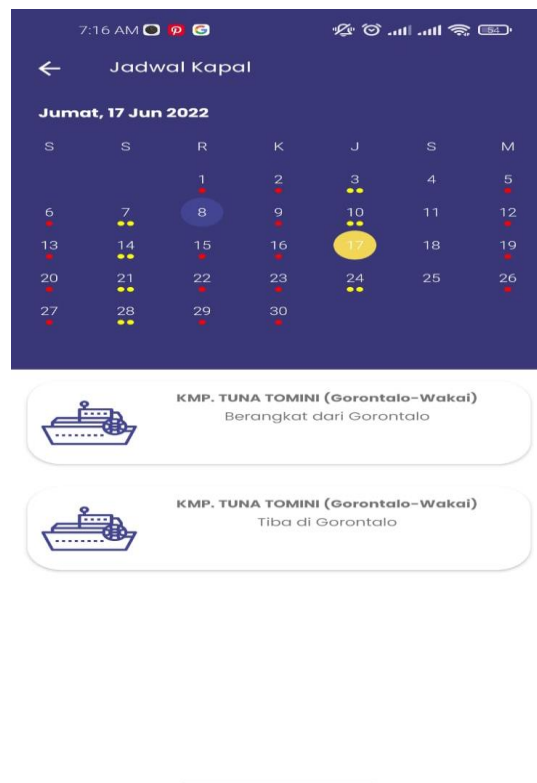 7:16 AM 54
Jadwal Kapal
Jumat, 17 Jun 2022
S S R K J S M
1 2 3 4 5
6 7 8 9 10 11 12
13 14 15 16 17 18 19
20 21 22 23 24 25 26
27 28 29 30
KMP. TUNA TOMINI (Gorontalo-Wakai)
Berangkat dari Gorontalo
KMP. TUNA TOMINI (Gorontalo-Wakai)
Tiba di Gorontalo